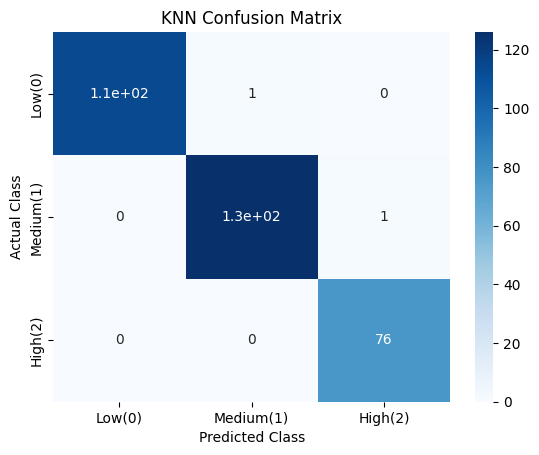 KNN Confusion Matrix
Low(0) 1.1e+02 1 0
Medium(1) 0 1.3e+02 1
High(2) 0 0 76
Actual Class
Low(0) Medium(1) High(2)
Predicted Class
120
100
80
60
40
20
0